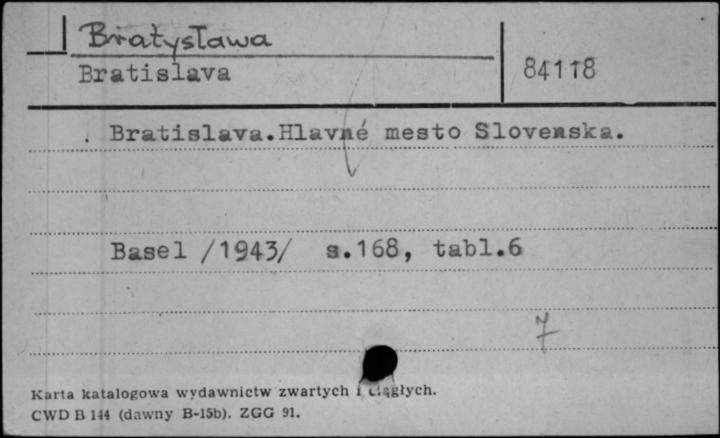 Bratysława
Bratislava
84118
. Bratislava.Hlavné mesto Slovenska.
Basel /1943/ s.168, tabl.6
7
Karta katalogowa wydawnictw zwartych i ciągłych.
CWD B 144 (dawny B-15b). ZGG 91.